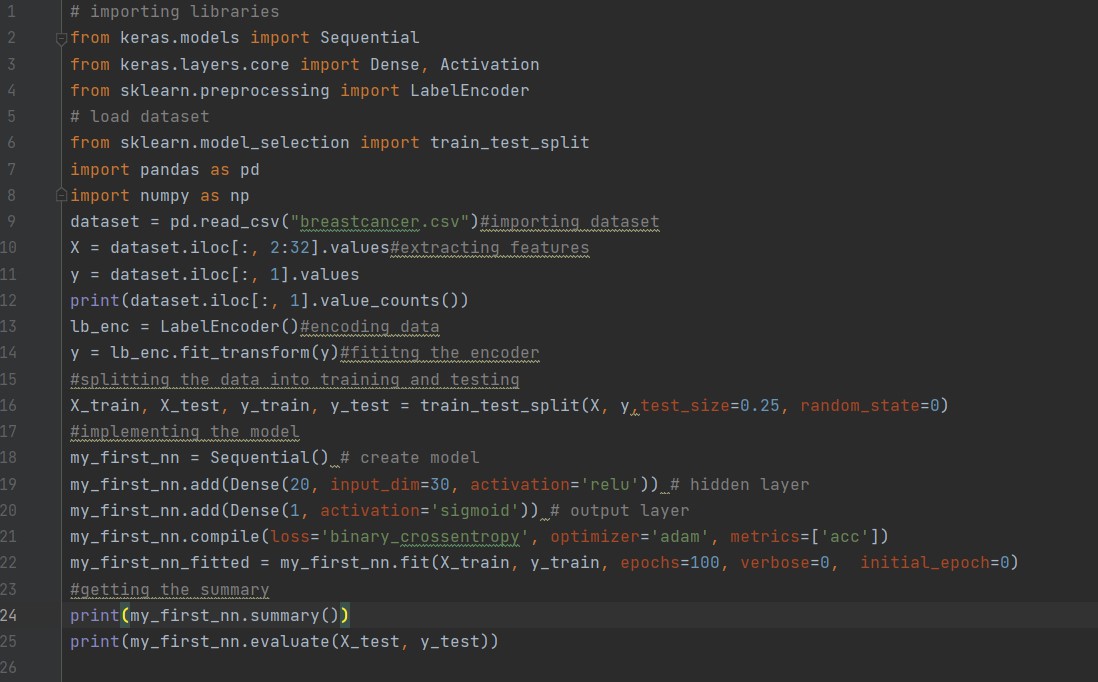 1 # importing libraries
2 from keras.models import Sequential
3 from keras.layers.core import Dense, Activation
4 from sklearn.preprocessing import LabelEncoder
5 # load dataset
6 from sklearn.model_selection import train_test_split
7 import pandas as pd
8 import numpy as np
9 dataset = pd.read_csv("breastcancer.csv")#importing dataset
10 X = dataset.iloc[:, 2:32].values#extracting features
11 y = dataset.iloc[:, 1].values
12 print(dataset.iloc[:, 1].value_counts())
13 lb_enc = LabelEncoder()#encoding data
14 y = lb_enc.fit_transform(y)#fititng the encoder
15 #splitting the data into training and testing
16 X_train, X_test, y_train, y_test = train_test_split(X, y,test_size=0.25, random_state=0)
17 #implementing the model
18 my_first_nn = Sequential() # create model
19 my_first_nn.add(Dense(20, input_dim=30, activation='relu')) # hidden layer
20 my_first_nn.add(Dense(1, activation='sigmoid')) # output layer
21 my_first_nn.compile(loss='binary_crossentropy', optimizer='adam', metrics=['acc'])
22 my_first_nn_fitted = my_first_nn.fit(X_train, y_train, epochs=100, verbose=0,  initial_epoch=0)
23 #getting the summary
24 print(my_first_nn.summary())
25 print(my_first_nn.evaluate(X_test, y_test))
26